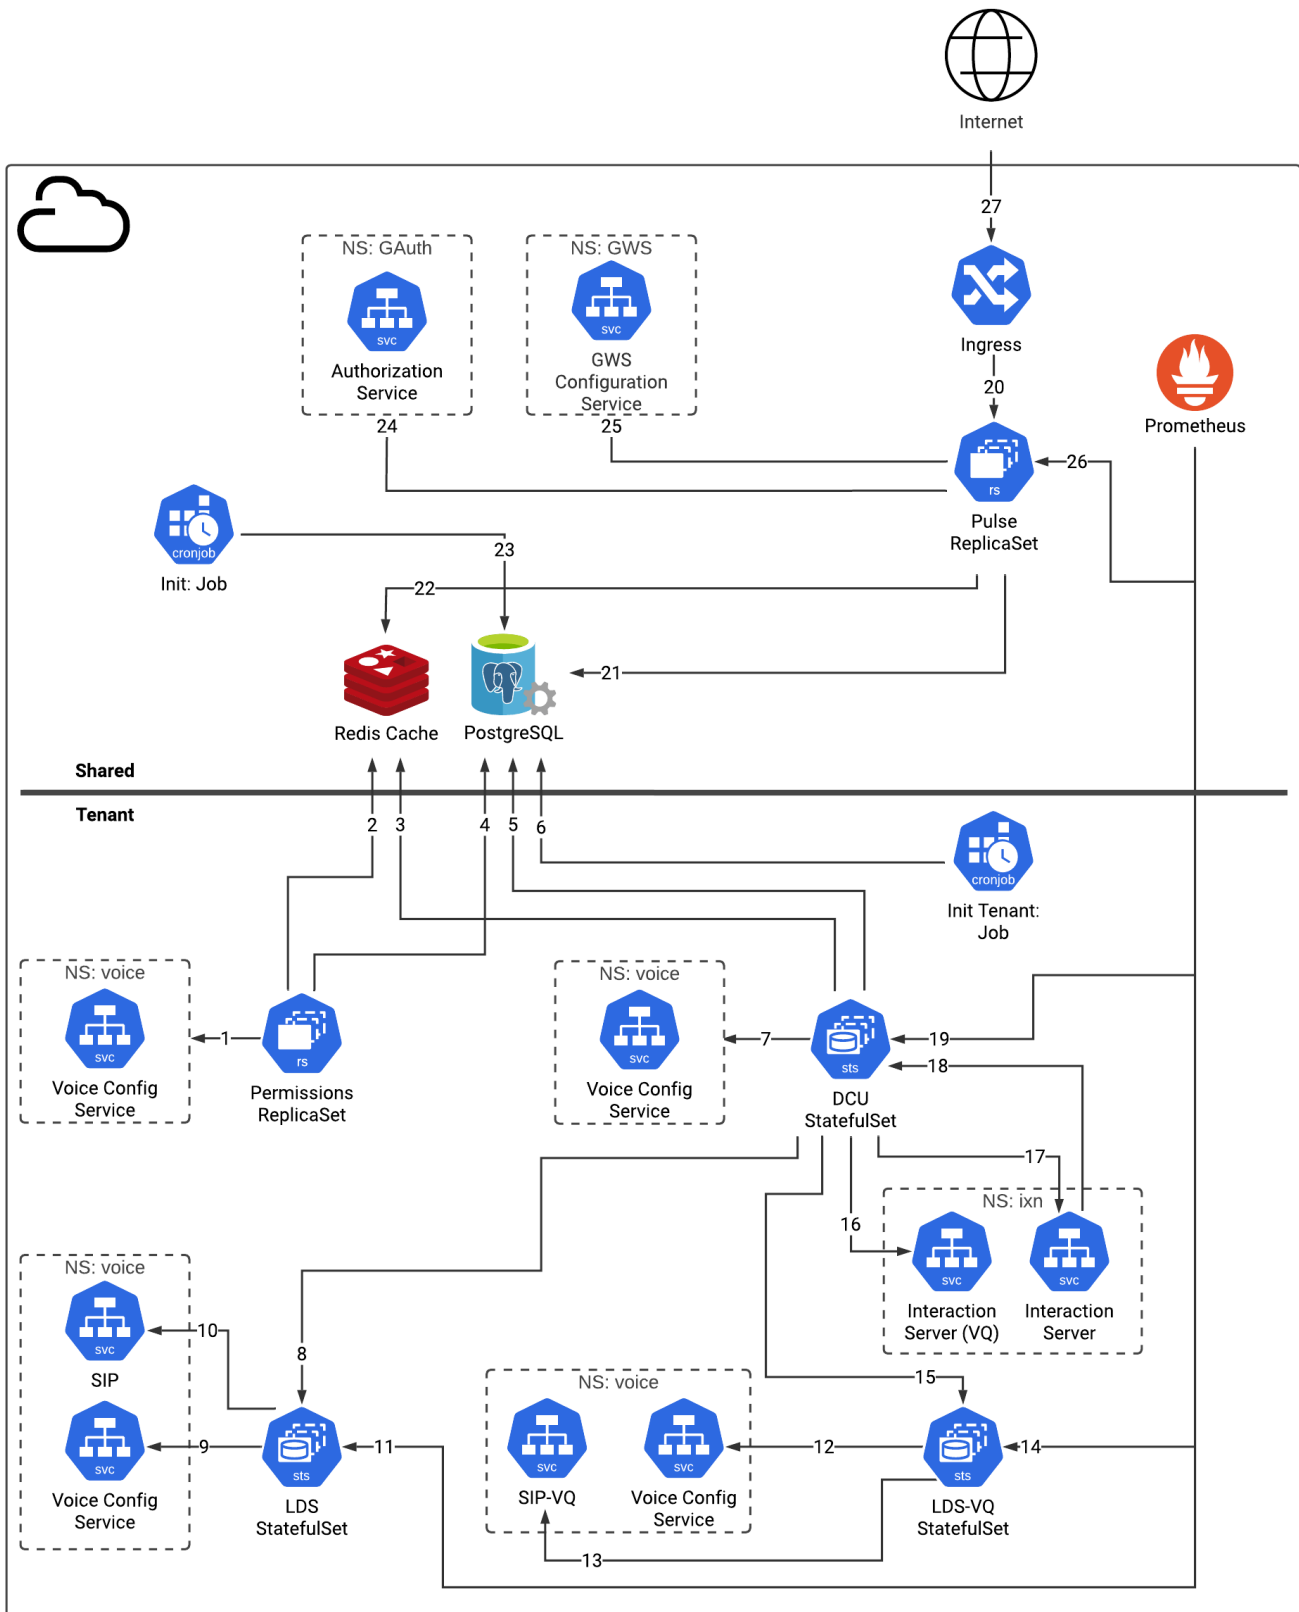 Internet
27
NS: GAuth
NS: GWS
svc
svc
Authorization
Service
GWS
Configuration
Service
Ingress
20
Prometheus
24
25
26
rs
Pulse
ReplicaSet
cronjob
Init: Job
23
22
21
Redis Cache
PostgreSQL
Shared
Tenant
2
3
4
5
6
cronjob
Init Tenant:
Job
NS: voice
svc
Voice Config
Service
1
rs
Permissions
ReplicaSet
NS: voice
svc
Voice Config
Service
7
sts
DCU
StatefulSet
19
18
17
16
NS: ixn
svc
Interaction
Server (VQ)
svc
Interaction
Server
NS: voice
svc
SIP
10
8
svc
Voice Config
Service
9
sts
LDS
StatefulSet
11
NS: voice
svc
SIP-VQ
svc
Voice Config
Service
12
13
15
14
sts
LDS-VQ
StatefulSet